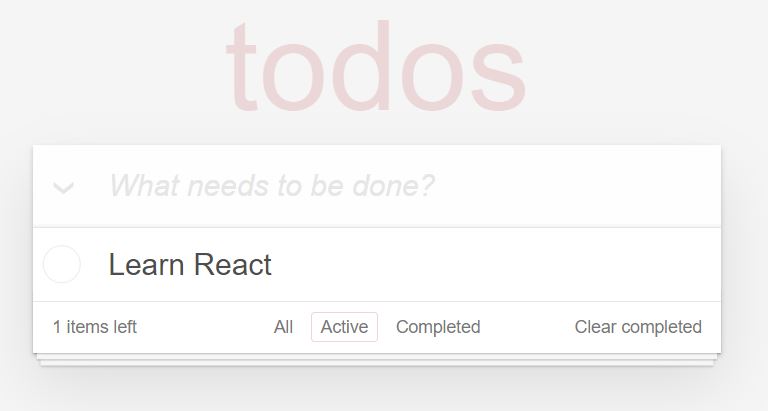 todos
What needs to be done?
Learn React
1 items left All Active Completed Clear completed